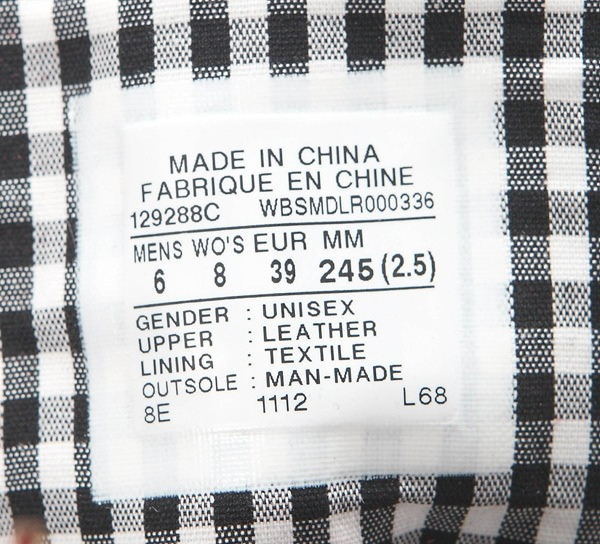 MADE IN CHINA
FABRIQUE EN CHINE
129288C WBSMDLR000336
MENS WO'S EUR MM
6 8 39 245 (2.5)
GENDER : UNISEX
UPPER : LEATHER
LINING : TEXTILE
OUTSOLE : MAN-MADE
8E 1112 L68